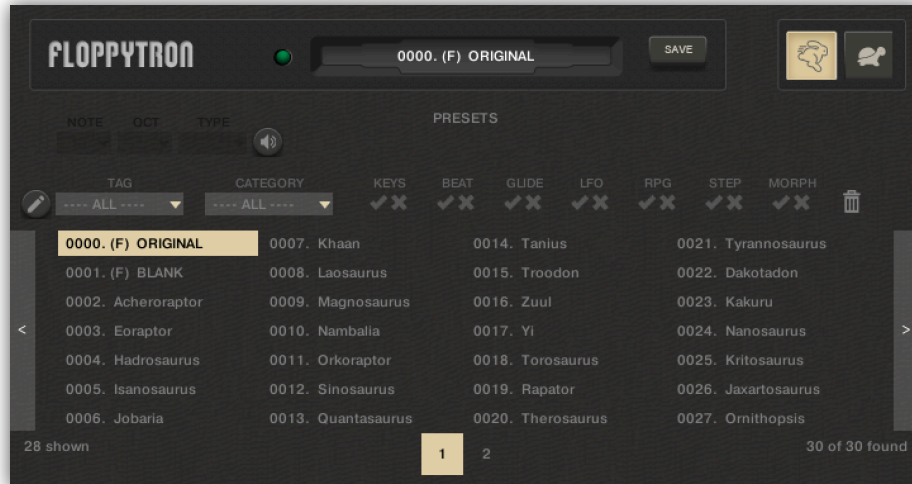 FLOPPYTRON
0000. (F) ORIGINAL
SAVE
PRESETS
NOTE OCT TYPE
TAG CATEGORY KEYS BEAT GLIDE LFO RPG STEP MORPH
---- ALL ---- ---- ALL ----
0000. (F) ORIGINAL 0007. Khaan 0014. Tanius 0021. Tyrannosaurus
0001. (F) BLANK 0008. Laosaurus 0015. Troodon 0022. Dakotadon
0002. Acheroraptor 0009. Magnosaurus 0016. Zuul 0023. Kakuru
< 0003. Eoraptor 0010. Nambalia 0017. Yi 0024. Nanosaurus >
0004. Hadrosaurus 0011. Orkoraptor 0018. Torosaurus 0025. Kritosaurus
0005. Isanosaurus 0012. Sinosaurus 0019. Rapator 0026. Jaxartosaurus
0006. Jobaria 0013. Quantasaurus 0020. Therosaurus 0027. Ornithopsis
28 shown 1 2 30 of 30 found